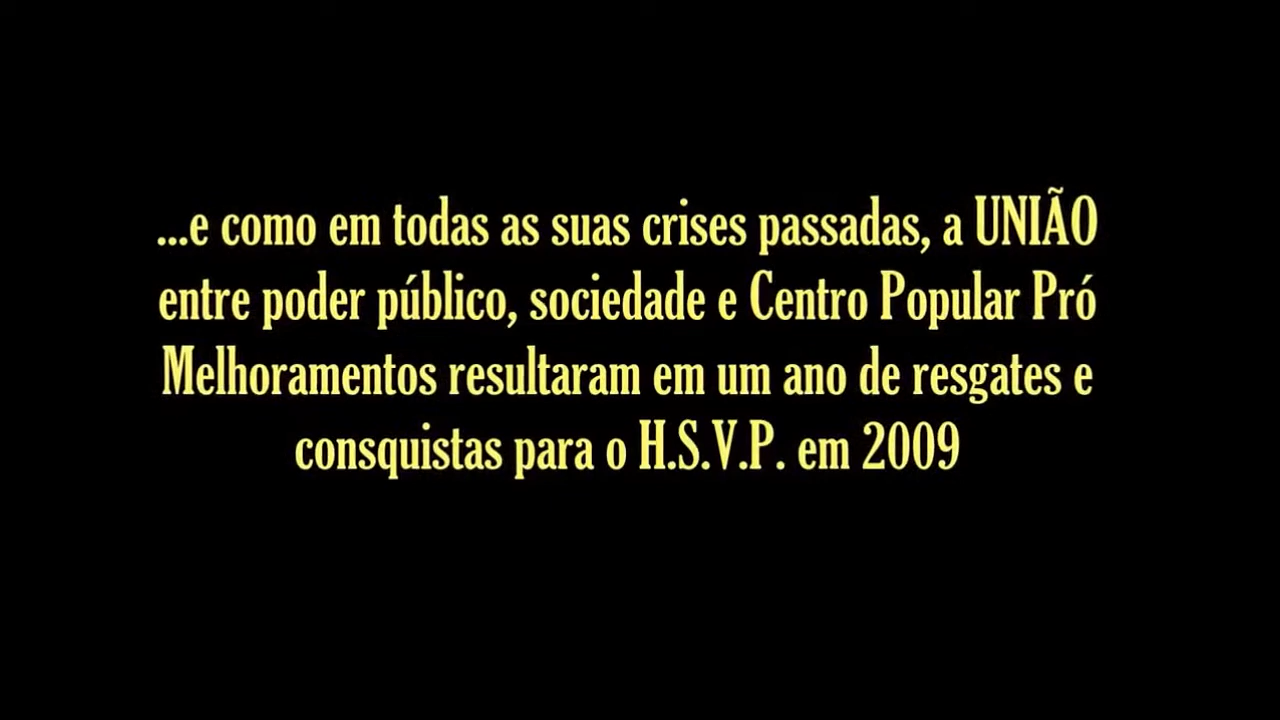 ...e como em todas as suas crises passadas, a UNIÃO
entre poder público, sociedade e Centro Popular Pró
Melhoramentos resultaram em um ano de resgates e
consquistas para o H.S.V.P. em 2009